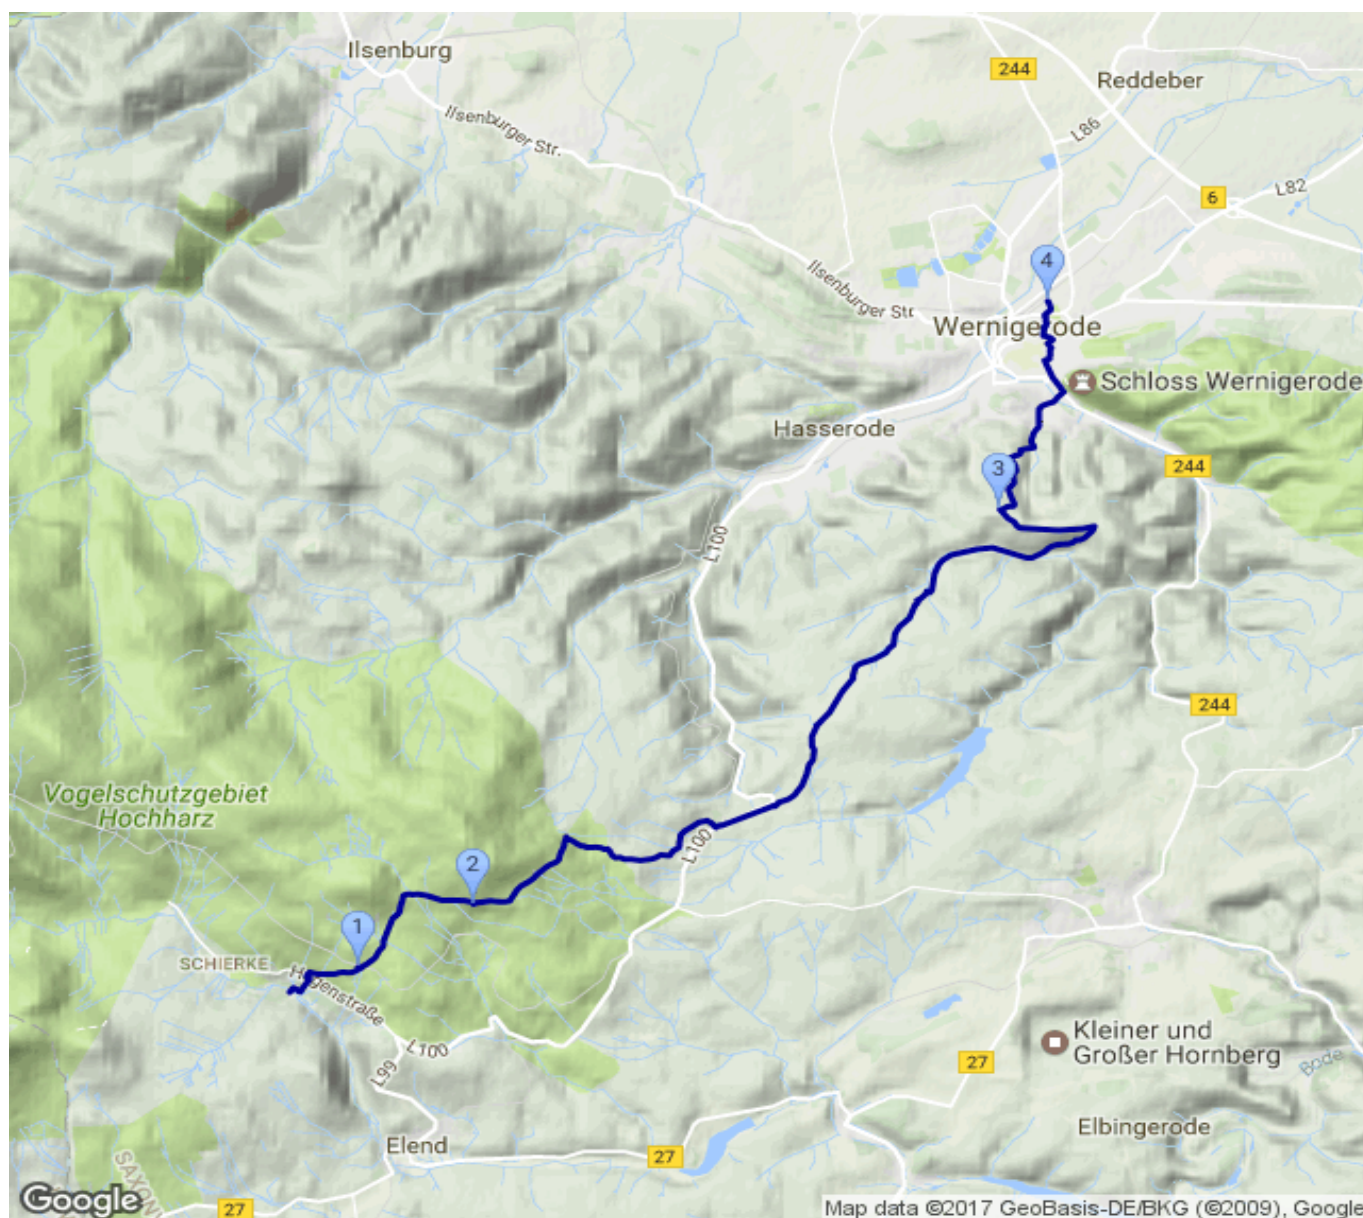 Ilsenburg
244
Reddeber
L86
Ilsenburger Str.
L82
6
4
Ilsenburger Str
Wernigerode
Schloss Wernigerode
Hasserode
3
244
L100
244
Vogelschutzgebiet
Hochharz
L100
2
1
SCHIERKE
Hagenstraße
L100
L99
Kleiner und
Großer Hornberg
27
Bode
Elbingerode
Elend
27
27
Google
Map data ©2017 GeoBasis-DE/BKG (©2009), Google